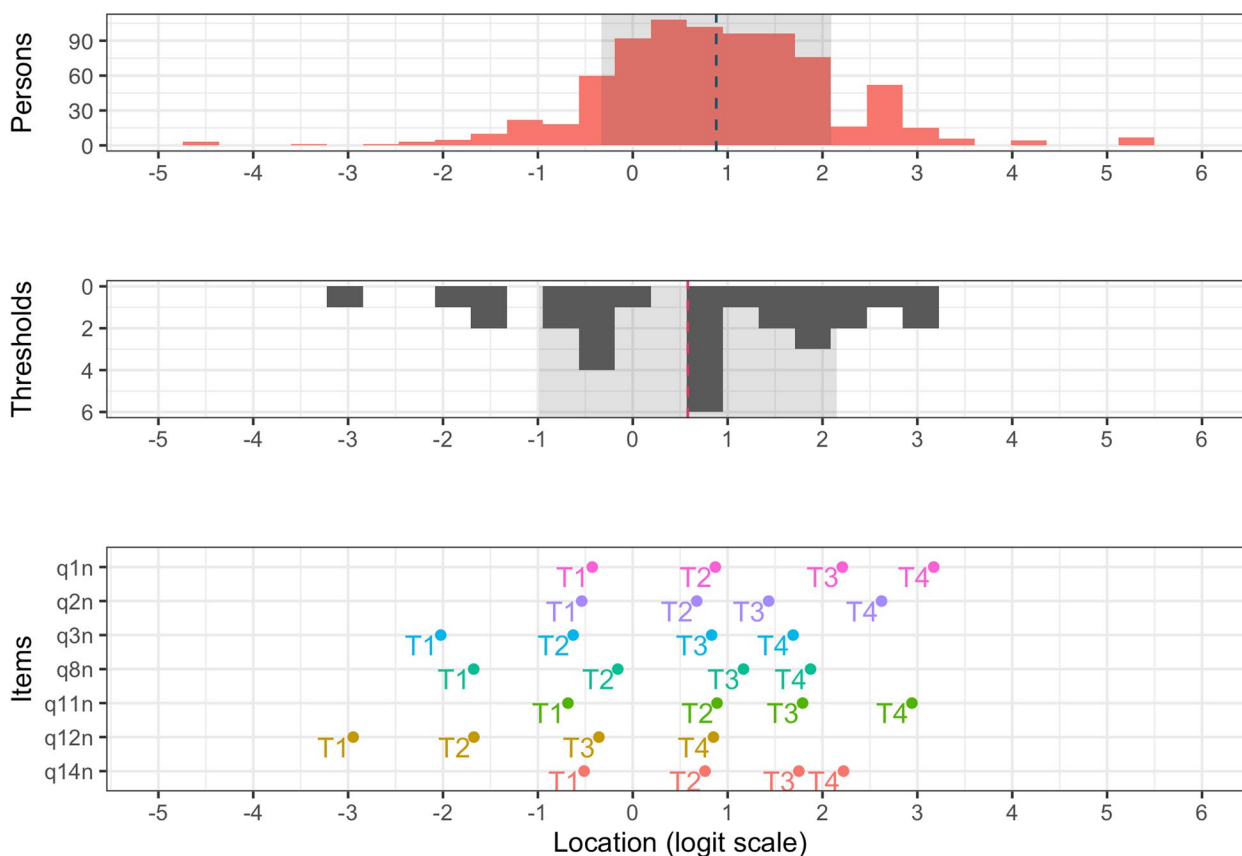 Persons
90
60
30
0
-5 -4 -3 -2 -1 0 1 2 3 4 5 6
Thresholds
0
2
4
6
-5 -4 -3 -2 -1 0 1 2 3 4 5 6
Items
q1n T1 T2 T3 T4
q2n T1 T2 T3 T4
q3n T1 T2 T3 T4
q8n T1 T2 T3 T4
q11n T1 T2 T3 T4
q12n T1 T2 T3 T4
q14n T1 T2 T3 T4
-5 -4 -3 -2 -1 0 1 2 3 4 5 6
Location (logit scale)